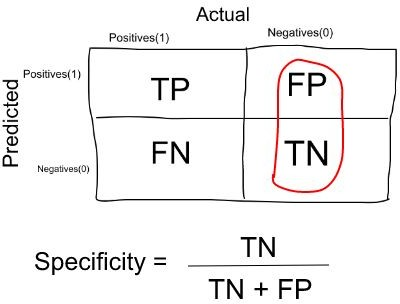 Actual
Positives(1) Negatives(0)
Predicted
Positives(1) TP FP
Negatives(0) FN TN
Specificity = TN
TN + FP